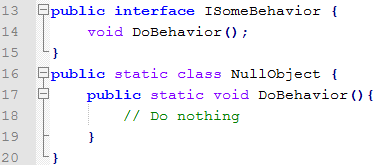 13 public interface ISomeBehavior {
14 void DoBehavior();
15 }
16 public static class NullObject {
17 public static void DoBehavior(){
18 // Do nothing
19 }
20 }